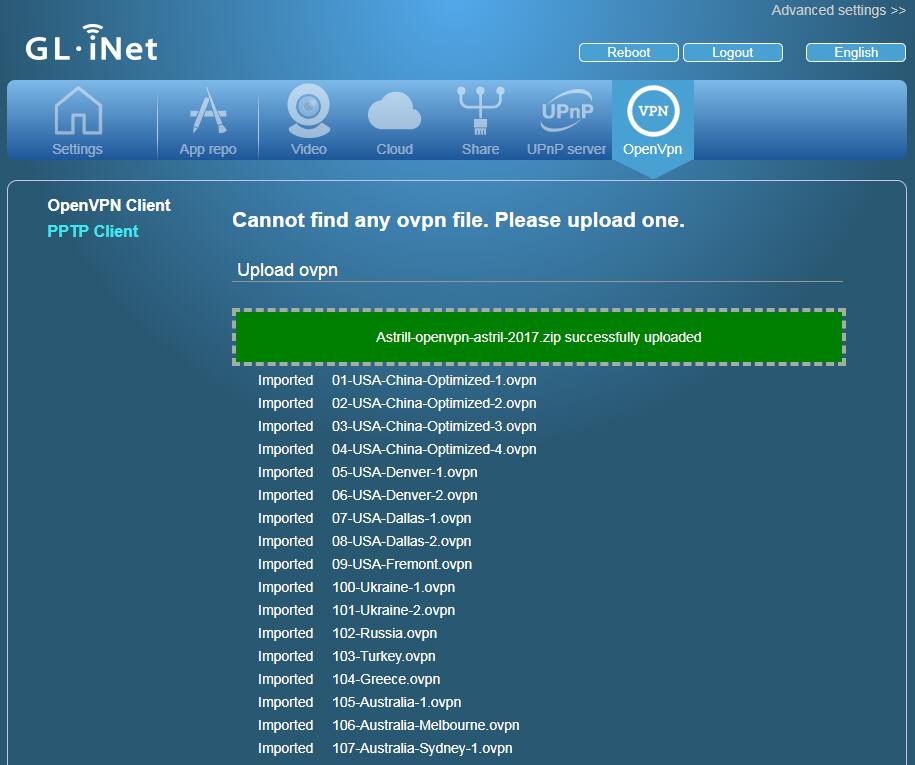 Advanced settings >>
GL·iNet
Reboot Logout English
VPN
UPnP
Settings App repo Video Cloud Share UPnP server OpenVpn
OpenVPN Client
PPTP Client
Cannot find any ovpn file. Please upload one.
Upload ovpn
Astrill-openvpn-astril-2017.zip successfully uploaded
Imported 01-USA-China-Optimized-1.ovpn
Imported 02-USA-China-Optimized-2.ovpn
Imported 03-USA-China-Optimized-3.ovpn
Imported 04-USA-China-Optimized-4.ovpn
Imported 05-USA-Denver-1.ovpn
Imported 06-USA-Denver-2.ovpn
Imported 07-USA-Dallas-1.ovpn
Imported 08-USA-Dallas-2.ovpn
Imported 09-USA-Fremont.ovpn
Imported 100-Ukraine-1.ovpn
Imported 101-Ukraine-2.ovpn
Imported 102-Russia.ovpn
Imported 103-Turkey.ovpn
Imported 104-Greece.ovpn
Imported 105-Australia-1.ovpn
Imported 106-Australia-Melbourne.ovpn
Imported 107-Australia-Sydney-1.ovpn